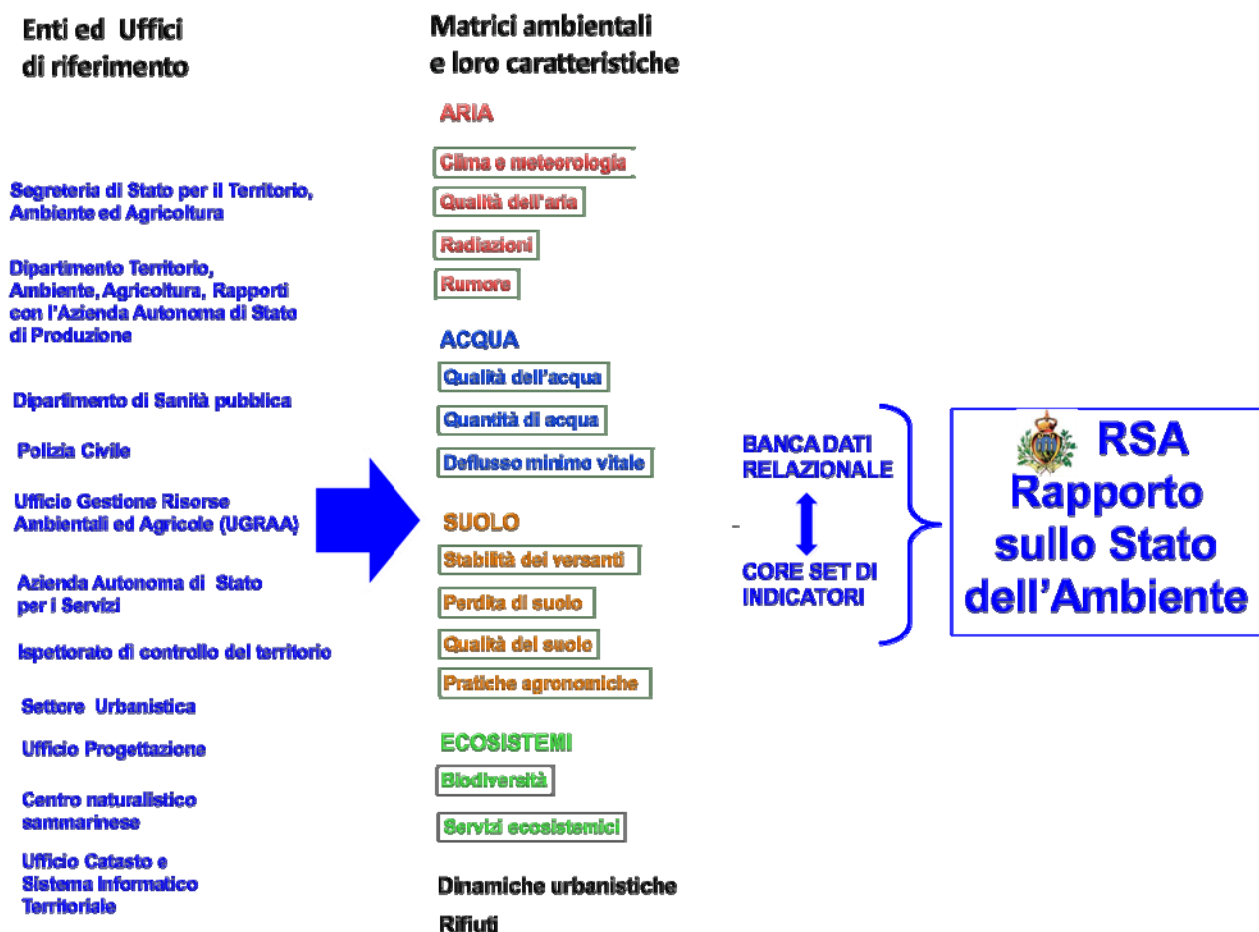 Enti ed Uffici
di riferimento
Segreteria di Stato per il Territorio,
Ambiente ed Agricoltura
Dipartimento Territorio,
Ambiente, Agricoltura, Rapporti
con l'Azienda Autonoma di Stato
di Produzione
Dipartimento di Sanità pubblica
Polizia Civile
Ufficio Gestione Risorse
Ambientali ed Agricole (UGRAA)
Azienda Autonoma di Stato
per i Servizi
Ispettorato di controllo del territorio
Settore Urbanistica
Ufficio Progettazione
Centro naturalistico
sammarinese
Ufficio Catasto e
Sistema Informatico
Territoriale
Matrici ambientali
e loro caratteristiche
ARIA
Clima e meteorologia
Qualità dell'aria
Radiazioni
Rumore
ACQUA
Qualità dell'acqua
Quantità di acqua
Deflusso minimo vitale
SUOLO
Stabilità dei versanti
Perdita di suolo
Qualità del suolo
Pratiche agronomiche
ECOSISTEMI
Biodiversità
Servizi ecosistemici
Dinamiche urbanistiche
Rifiuti
-
BANCA DATI
RELAZIONALE
CORE SET DI
INDICATORI
RSA
Rapporto
sullo Stato
dell'Ambiente